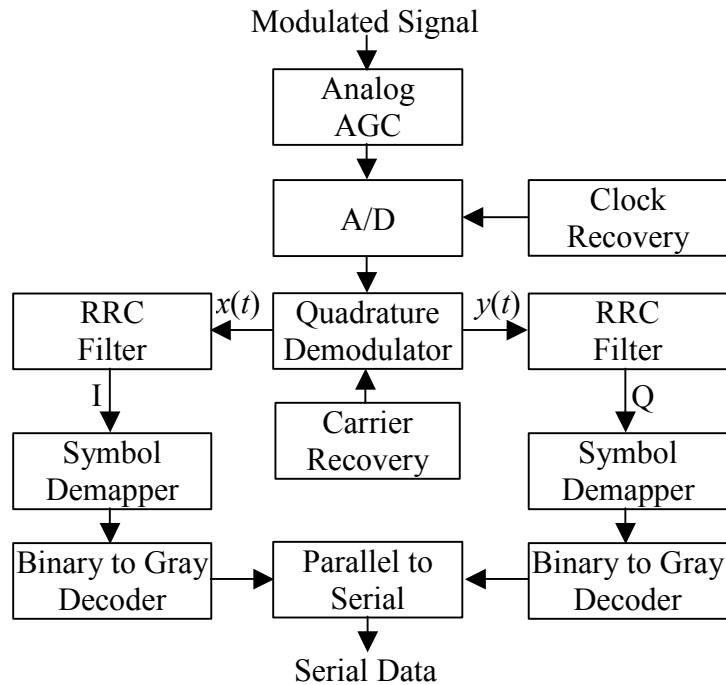 Modulated Signal
Analog
AGC
A/D
Clock
Recovery
RRC
Filter
x(t)
Quadrature
Demodulator
y(t)
RRC
Filter
I
Carrier
Recovery
Q
Symbol
Demapper
Symbol
Demapper
Binary to Gray
Decoder
Parallel to
Serial
Binary to Gray
Decoder
Serial Data